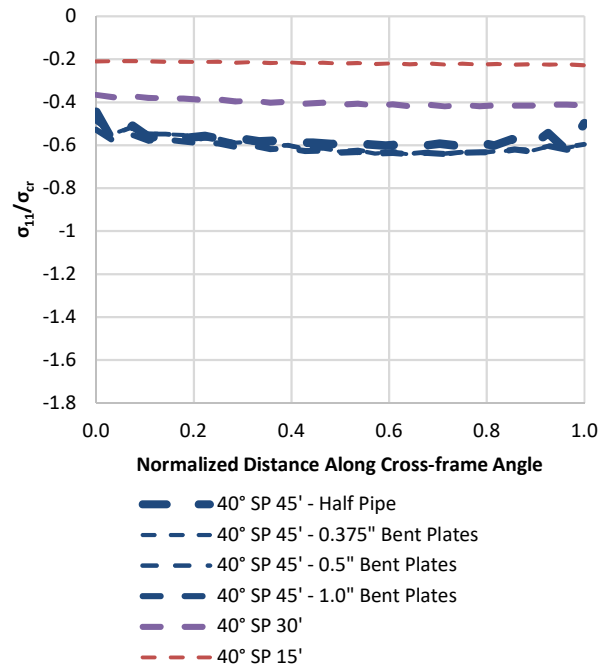 0
-0.2
-0.4
-0.6
-0.8
-1
-1.2
-1.4
-1.6
-1.8
σ11/σcr
0.0 0.2 0.4 0.6 0.8 1.0
Normalized Distance Along Cross-frame Angle
40° SP 45' - Half Pipe
40° SP 45' - 0.375" Bent Plates
40° SP 45' - 0.5" Bent Plates
40° SP 45' - 1.0" Bent Plates
40° SP 30'
40° SP 15'